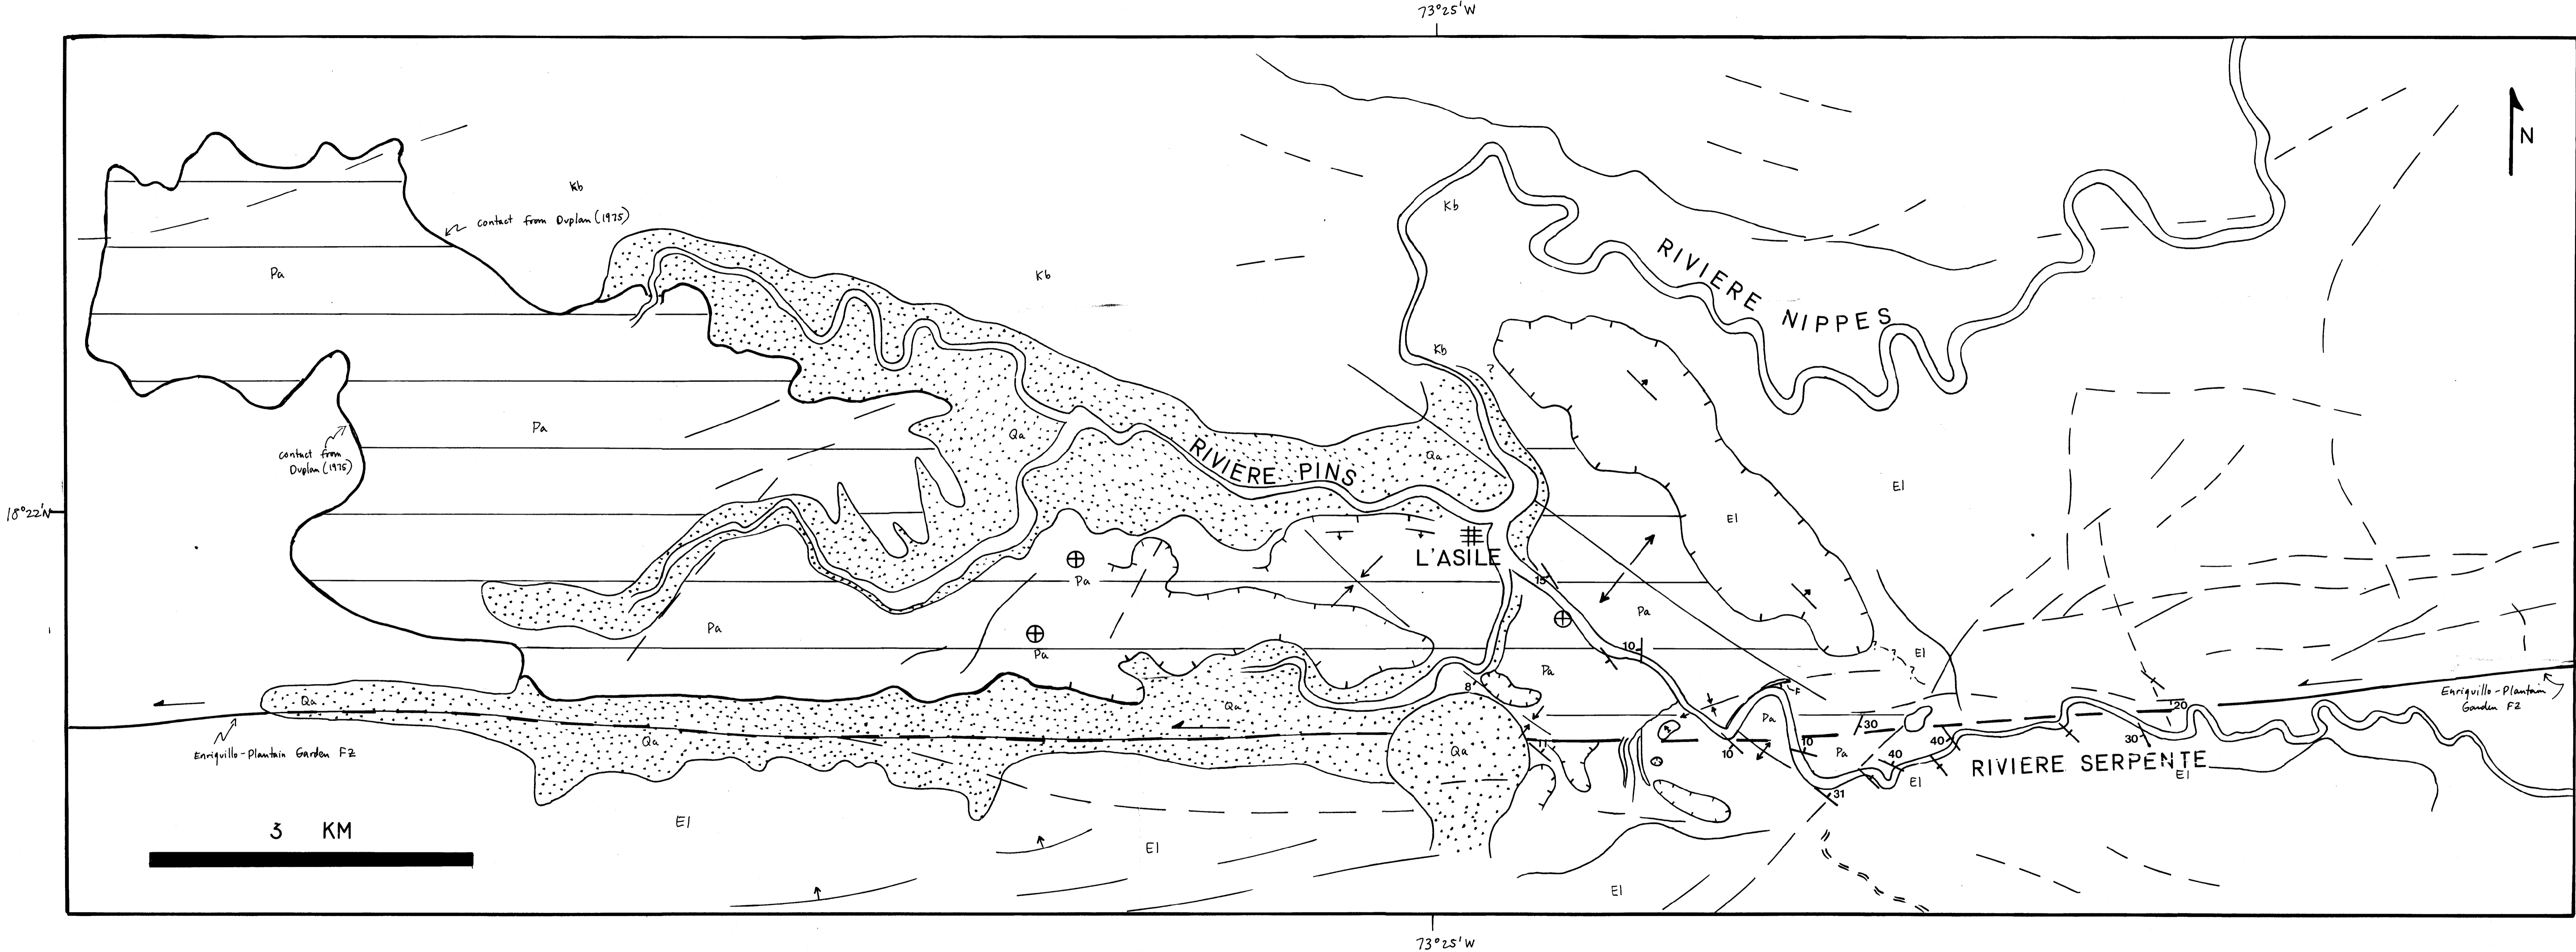 73°25'W
N
Kb
contact from Duplan (1975)
Kb
Pa
Kb
RIVIERE NIPPES
Kb
?
Pa
Qa
RIVIERE PINS
Qa
contact from
Duplan (1975)
El
18°22'N
El
L'ASILE
Pa
15
Pa
Pa
Pa
10
El
?
?
?
Pa
8
F
Enriquillo-Plantain
Garden FZ
Qa
Qa
Pa
20
30
Qa
Enriquillo-Plantain Garden FZ
Qa
11
10
10
Pa
40
40
30
RIVIERE SERPENTE
El
El
31
3 KM
El
El
El
73°25'W